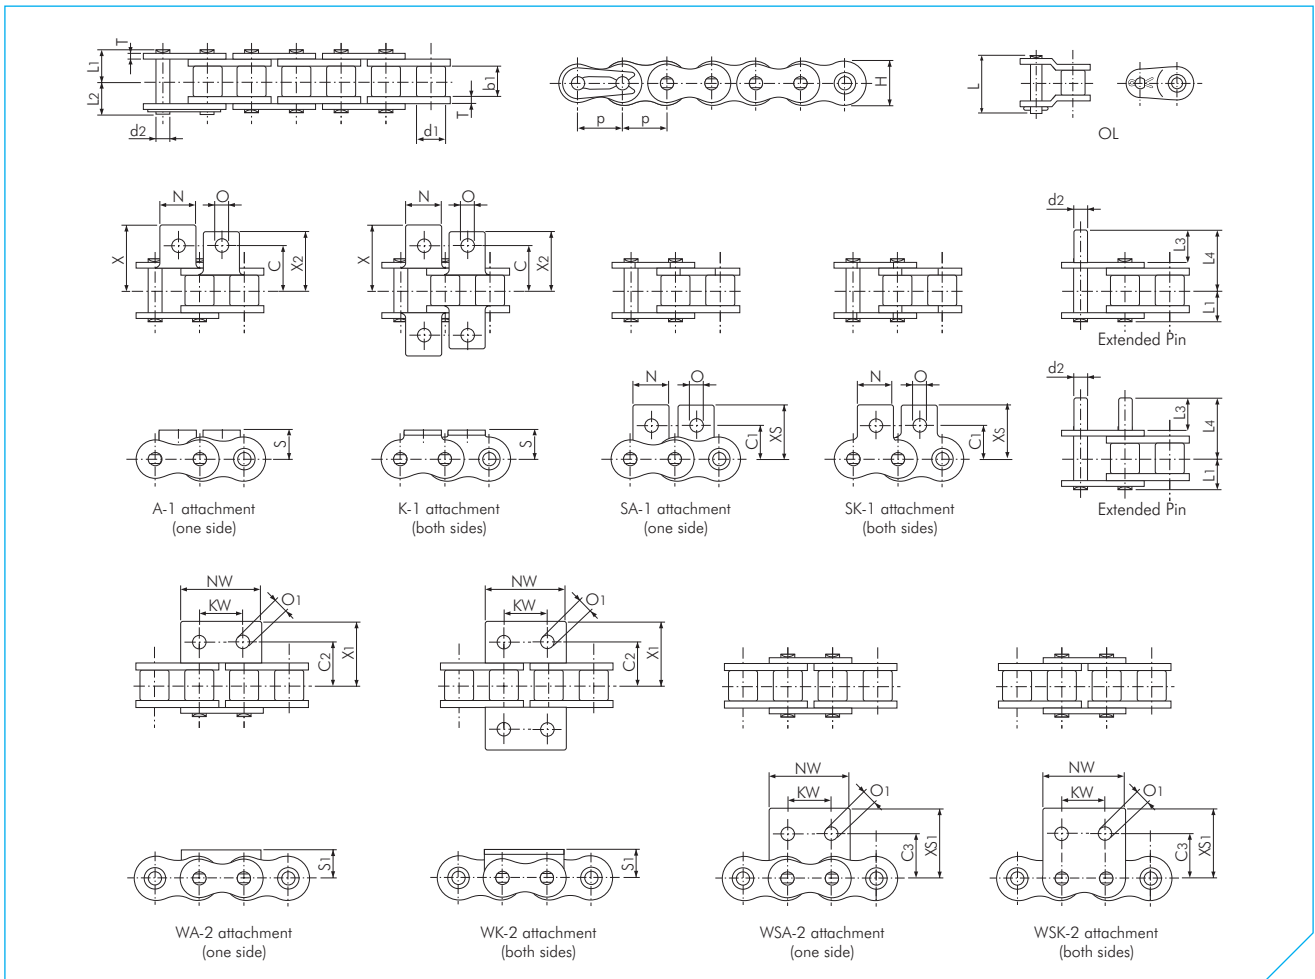 T
L1
L2
d2
d1
b1
T
p
p
H
L
OL
N
O
X
C
X2
N
O
X
C
X2
d2
L3
L4
L1
Extended Pin
S
A-1 attachment
(one side)
S
K-1 attachment
(both sides)
N
O
C1
XS
SA-1 attachment
(one side)
N
O
C1
XS
SK-1 attachment
(both sides)
d2
L3
L4
L1
Extended Pin
NW
KW
O1
C2
X1
NW
KW
O1
C2
X1
S1
WA-2 attachment
(one side)
S1
WK-2 attachment
(both sides)
NW
KW
O1
C3
XS1
WSA-2 attachment
(one side)
NW
KW
O1
C3
XS1
WSK-2 attachment
(both sides)